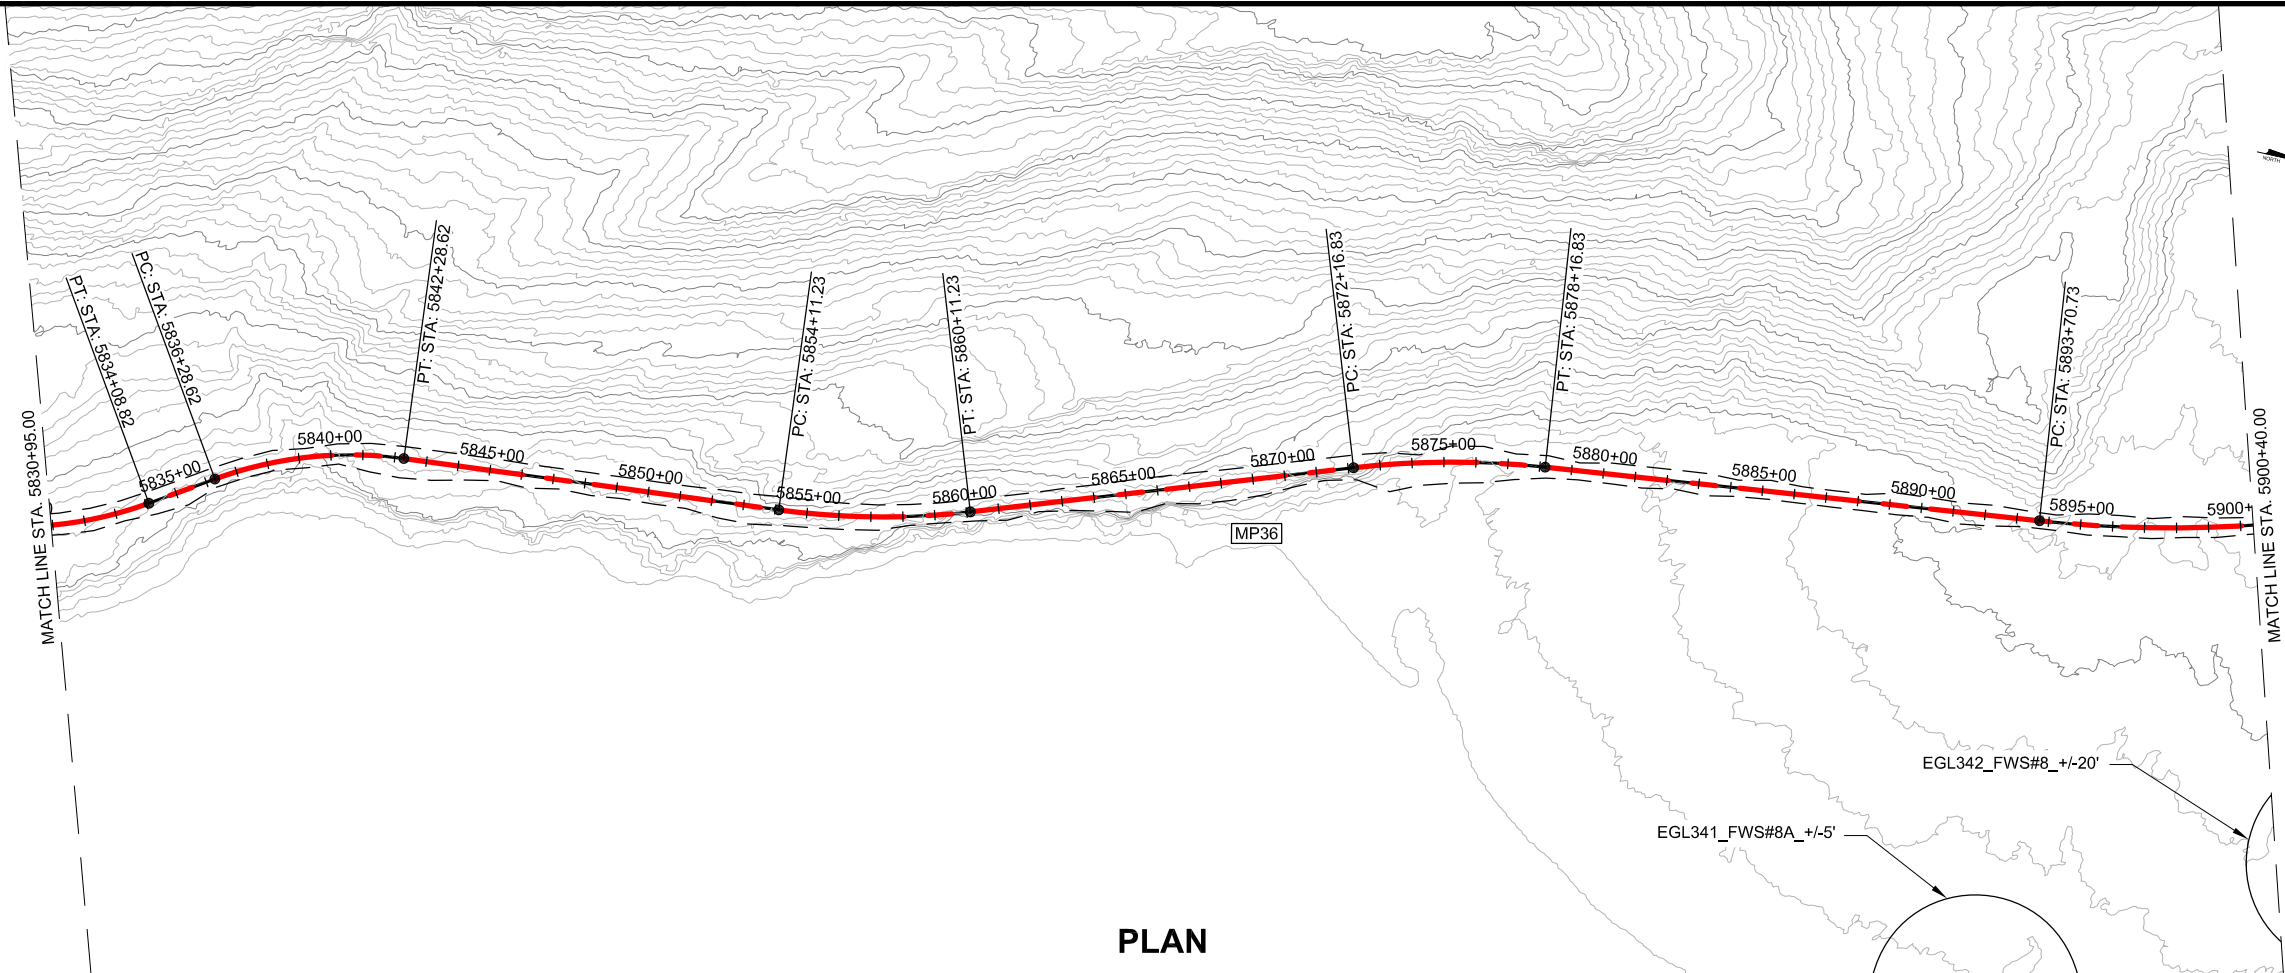 NORTH
PT: STA: 5834+08.82
PC: STA: 5836+28.62
PT: STA: 5842+28.62
PC: STA: 5854+11.23
PT: STA: 5860+11.23
PC: STA: 5872+16.83
PT: STA: 5878+16.83
PC: STA: 5893+70.73
MATCH LINE STA. 5830+95.00
5835+00
5840+00
5845+00
5850+00
5855+00
5860+00
5865+00
5870+00
5875+00
5880+00
5885+00
5890+00
5895+00
5900+
MATCH LINE STA. 5900+40.00
MP36
EGL342_FWS#8_+/-20'
EGL341_FWS#8A_+/-5'
PLAN